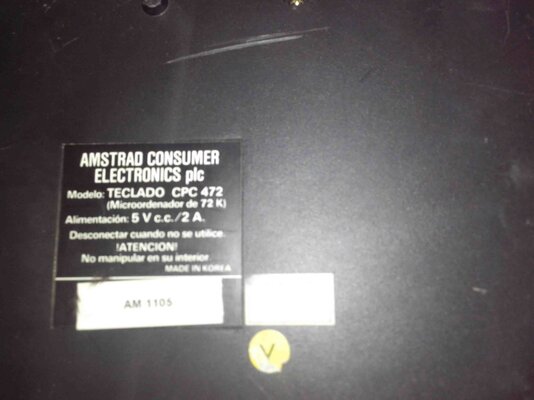 AMSTRAD CONSUMER
ELECTRONICS plc
Modelo: TECLADO CPC 472
(Microordenador de 72 K)
Alimentación: 5 V c.c./2 A.
Desconectar cuando no se utilice
!ATENCION!
No manipular en su interior
MADE IN KOREA
AM 1105
V